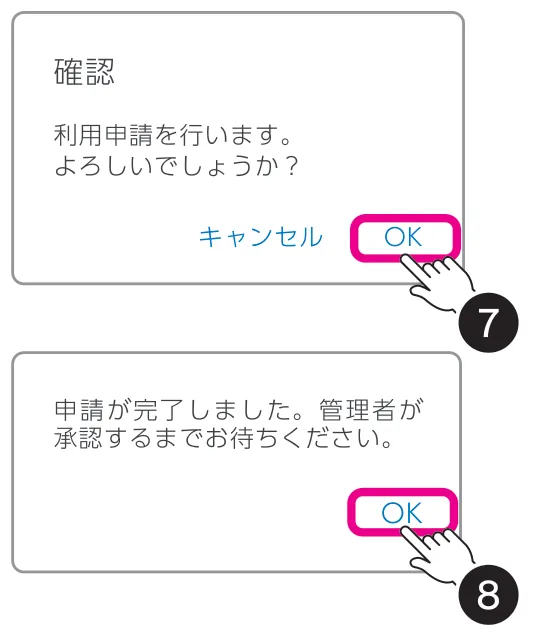 確認
利用申請を行います。
よろしいでしょうか？
キャンセル OK
7
申請が完了しました。管理者が
承認するまでお待ちください。
OK
8